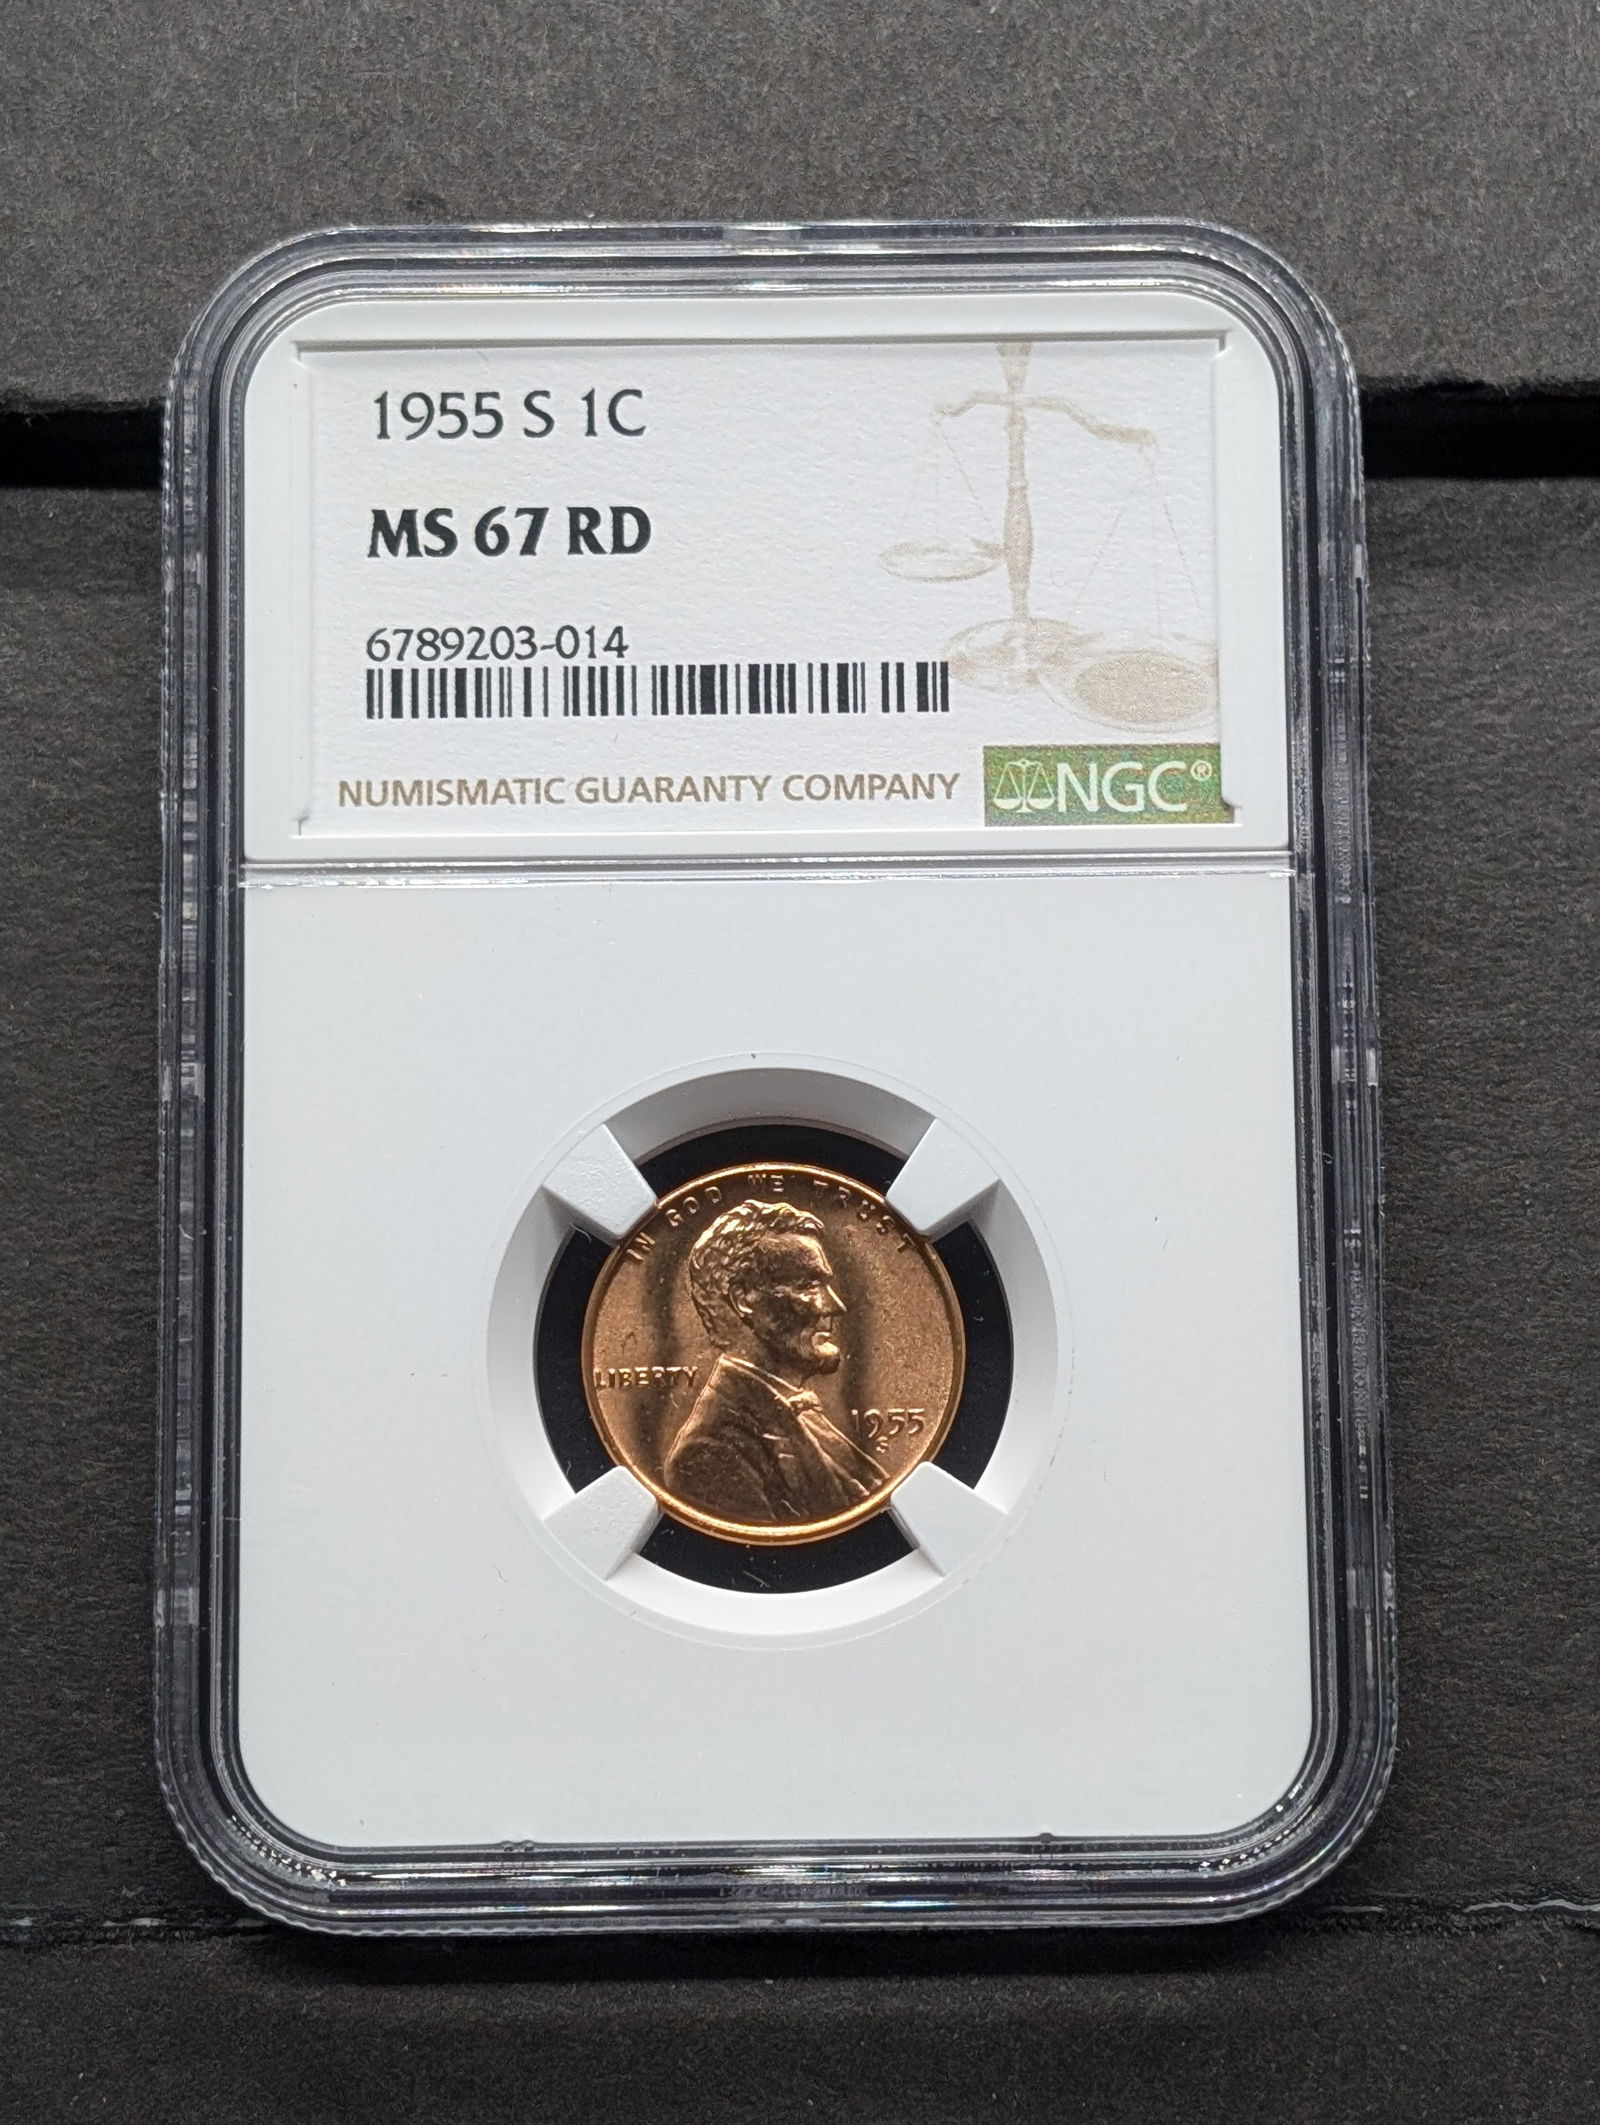 1955 S 1C
MS 67 RD
6789203-014
NUMISMATIC GUARANTY COMPANY NGC®
IN GOD WE TRUST
LIBERTY
1955
S